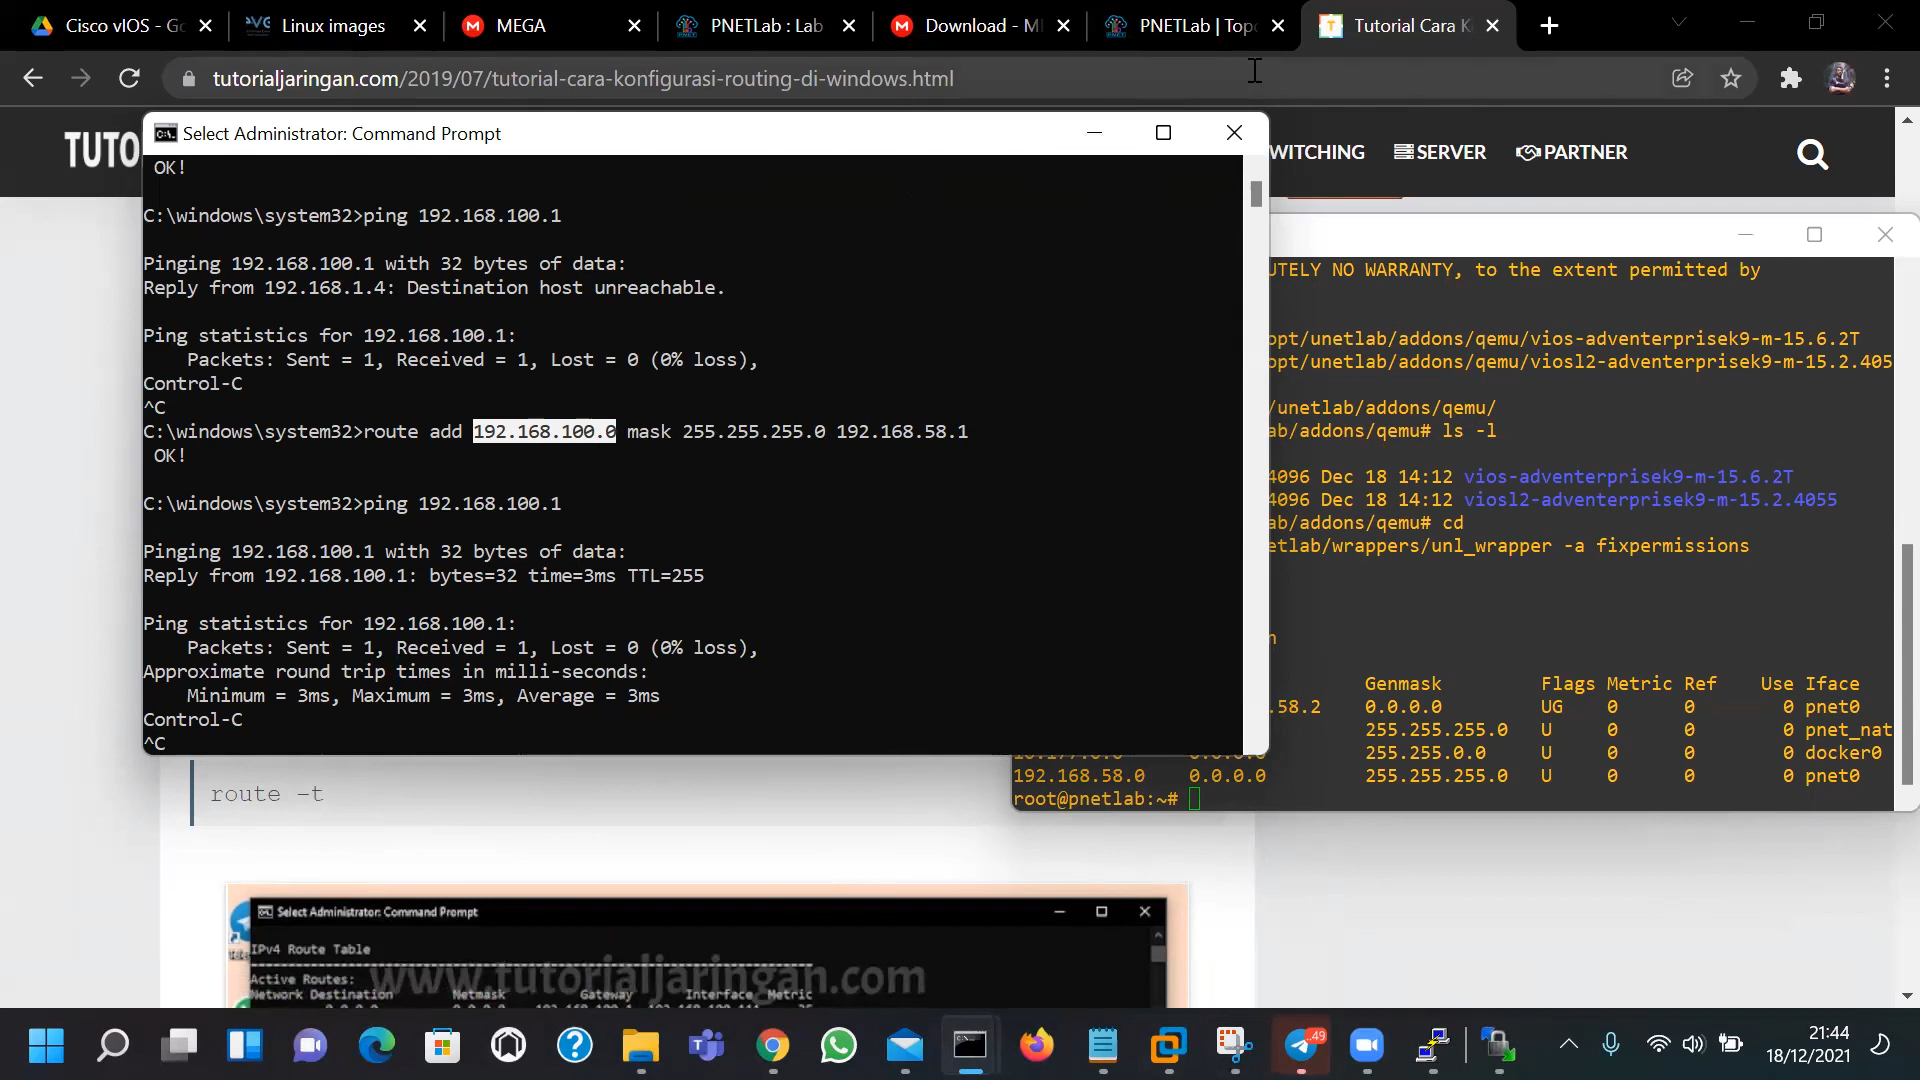 Cisco vIOS - Go
Linux images
MEGA
PNETLab : Lab
Download - M
PNETLab | Topo
Tutorial Cara K
tutorialjaringan.com/2019/07/tutorial-cara-konfigurasi-routing-di-windows.html
TUTO
WITCHING
SERVER
PARTNER
Select Administrator: Command Prompt
OK!
C:\windows\system32>ping 192.168.100.1
Pinging 192.168.100.1 with 32 bytes of data:
Reply from 192.168.1.4: Destination host unreachable.
Ping statistics for 192.168.100.1:
Packets: Sent = 1, Received = 1, Lost = 0 (0% loss),
Control-C
^C
C:\windows\system32>route add 192.168.100.0 mask 255.255.255.0 192.168.58.1
OK!
C:\windows\system32>ping 192.168.100.1
Pinging 192.168.100.1 with 32 bytes of data:
Reply from 192.168.100.1: bytes=32 time=3ms TTL=255
Ping statistics for 192.168.100.1:
Packets: Sent = 1, Received = 1, Lost = 0 (0% loss),
Approximate round trip times in milli-seconds:
Minimum = 3ms, Maximum = 3ms, Average = 3ms
Control-C
^C
UTELY NO WARRANTY, to the extent permitted by
opt/unetlab/addons/qemu/vios-adventerprisek9-m-15.6.2T
opt/unetlab/addons/qemu/viosl2-adventerprisek9-m-15.2.405
/unetlab/addons/qemu/
ab/addons/qemu# ls -l
4096 Dec 18 14:12 vios-adventerprisek9-m-15.6.2T
4096 Dec 18 14:12 viosl2-adventerprisek9-m-15.2.4055
ab/addons/qemu# cd
etlab/wrappers/unl_wrapper -a fixpermissions
n
Genmask Flags Metric Ref Use Iface
.58.2 0.0.0.0 UG 0 0 0 pnet0
255.255.255.0 U 0 0 0 pnet_nat
255.255.0.0 U 0 0 0 docker0
192.168.58.0 0.0.0.0 255.255.255.0 U 0 0 0 pnet0
root@pnetlab:~#
route –t
Select Administrator: Command Prompt
IPv4 Route Table
Active Routes:
www.tutorialjaringan.com
Network Destination Netmask Gateway Interface Metric
49
21:44
18/12/2021